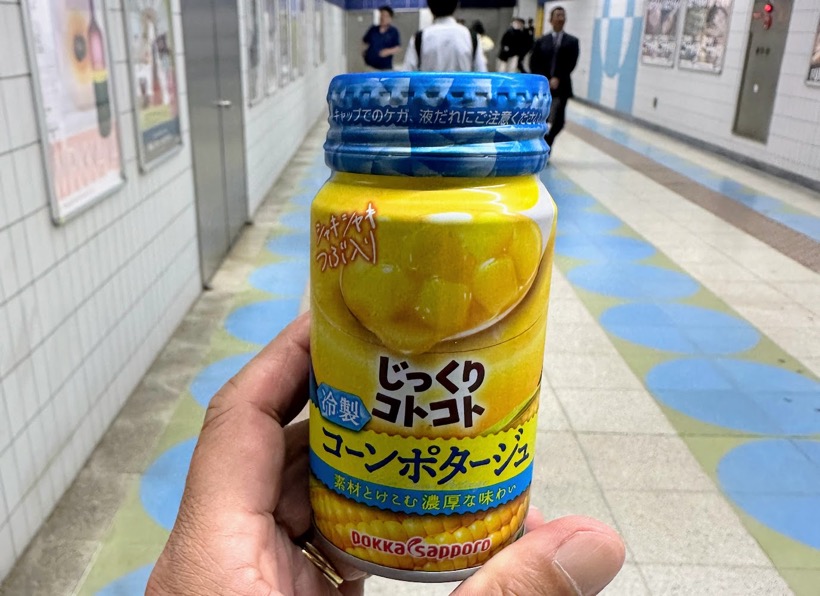 キャップでのケガ、液だれにご注意ください
シャキシャキ
つぶ入り
じっくり
コトコト
冷製
コーンポタージュ
素材とけこむ濃厚な味わい
pokka sapporo